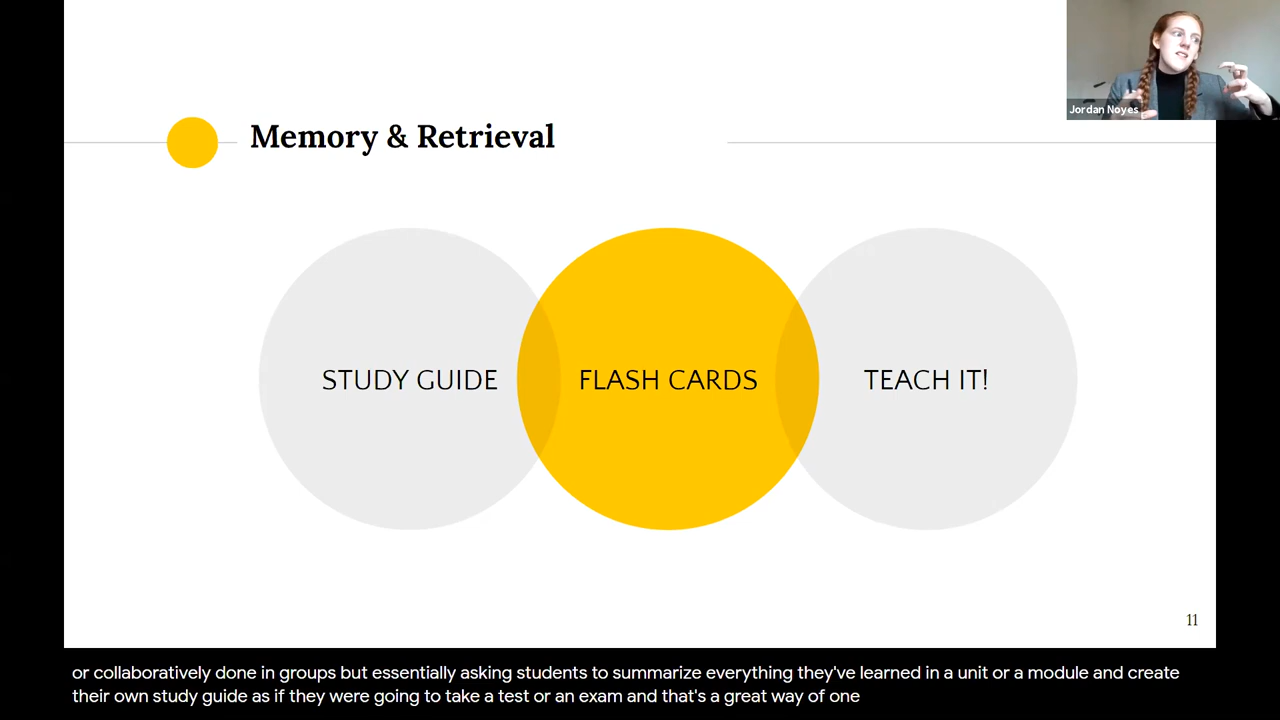 Jordan Noyes
Memory & Retrieval
STUDY GUIDE
FLASH CARDS
TEACH IT!
11
or collaboratively done in groups but essentially asking students to summarize everything they've learned in a unit or a module and create
their own study guide as if they were going to take a test or an exam and that's a great way of one